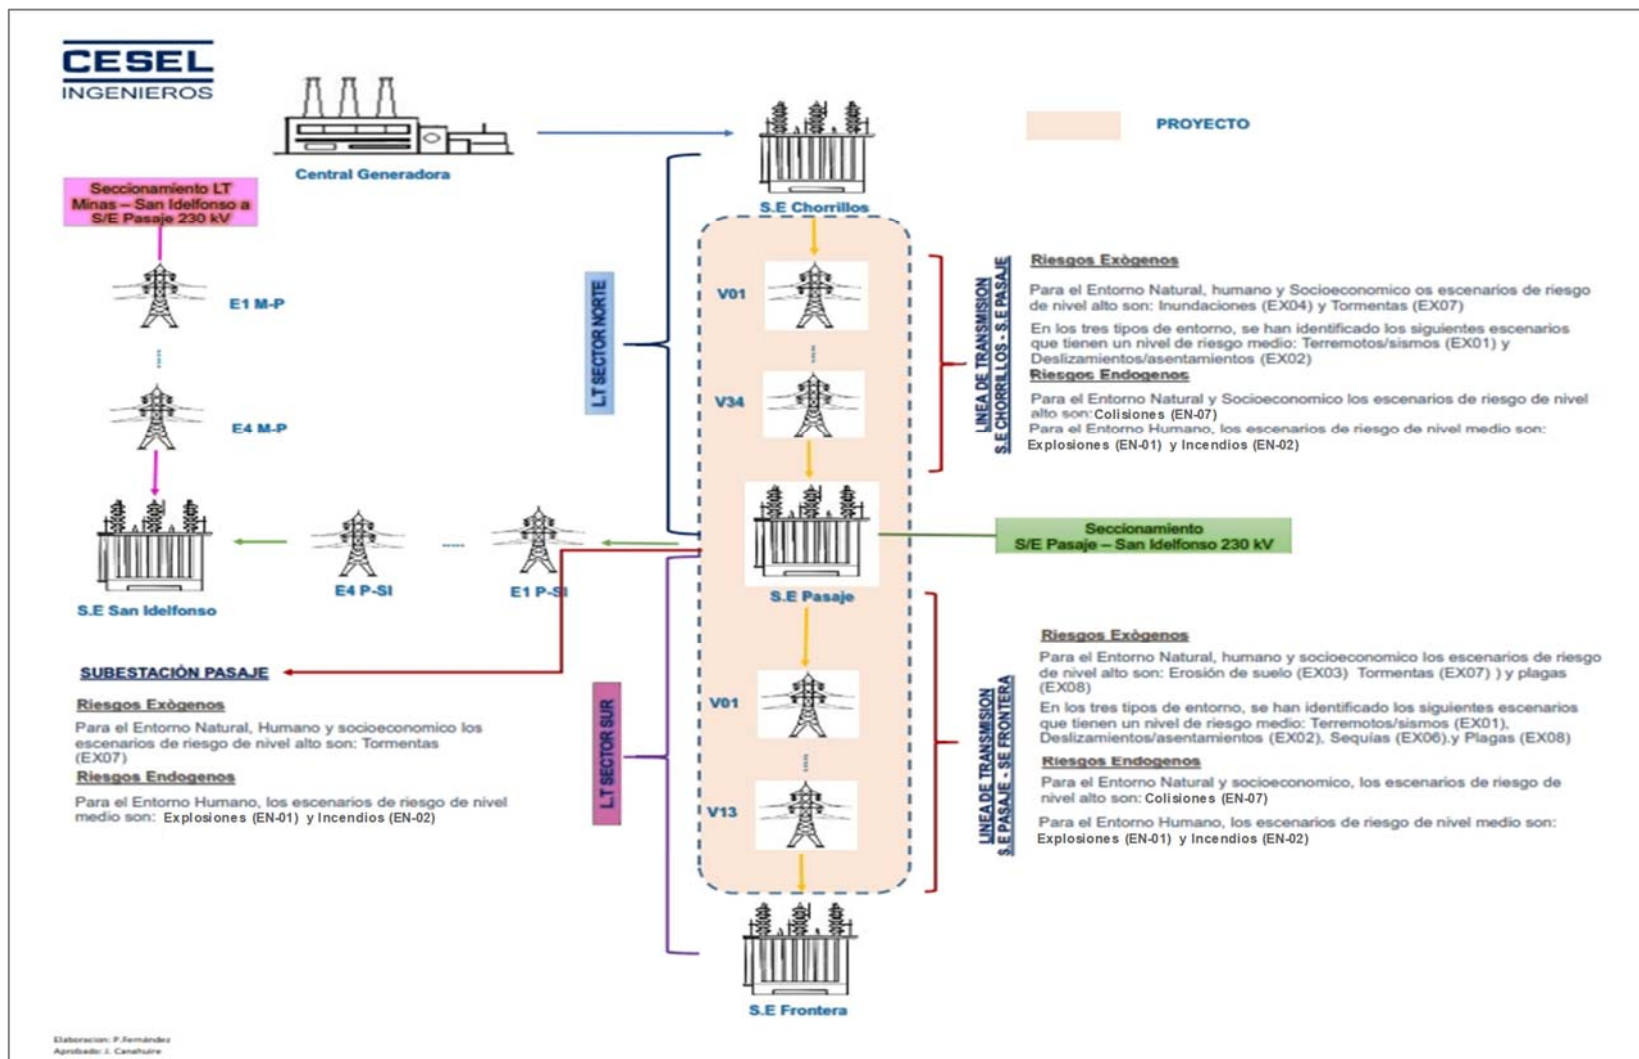 CESEL
INGENIEROS
Central Generadora
S.E Chorrillos
PROYECTO
Seccionamiento LT
Minas – San Idelfonso a
S/E Pasaje 230 kV
E1 M-P
E4 M-P
S.E San Idelfonso
E4 P-SI
E1 P-SI
L.T SECTOR NORTE
V01
V34
S.E Pasaje
LINEA DE TRANSMISION
S.E CHORRILLOS - S.E PASAJE
Riesgos Exògenos
Para el Entorno Natural, humano y Socioeconomico os escenarios de riesgo
de nivel alto son: Inundaciones (EX04) y Tormentas (EX07)
En los tres tipos de entorno, se han identificado los siguientes escenarios
que tienen un nivel de riesgo medio: Terremotos/sismos (EX01) y
Deslizamientos/asentamientos (EX02)
Riesgos Endogenos
Para el Entorno Natural y Socioeconomico los escenarios de riesgo de nivel
alto son: Colisiones (EN-07)
Para el Entorno Humano, los escenarios de riesgo de nivel medio son:
Explosiones (EN-01) y Incendios (EN-02)
Seccionamiento
S/E Pasaje – San Idelfonso 230 kV
SUBESTACIÒN PASAJE
Riesgos Exògenos
Para el Entorno Natural, Humano y socioeconomico los
escenarios de riesgo de nivel alto son: Tormentas
(EX07)
Riesgos Endogenos
Para el Entorno Humano, los escenarios de riesgo de nivel
medio son: Explosiones (EN-01) y Incendios (EN-02)
L.T SECTOR SUR
V01
V13
S.E Frontera
LINEA DE TRANSMISION
S.E PASAJE - SE FRONTERA
Riesgos Exògenos
Para el Entorno Natural, humano y socioeconomico los escenarios de riesgo
de nivel alto son: Erosión de suelo (EX03) Tormentas (EX07) ) y plagas
(EX08)
En los tres tipos de entorno, se han identificado los siguientes escenarios
que tienen un nivel de riesgo medio: Terremotos/sismos (EX01),
Deslizamientos/asentamientos (EX02), Sequías (EX06).y Plagas (EX08)
Riesgos Endogenos
Para el Entorno Natural y socioeconomico, los escenarios de riesgo de
nivel alto son: Colisiones (EN-07)
Para el Entorno Humano, los escenarios de riesgo de nivel medio son:
Explosiones (EN-01) y Incendios (EN-02)
Elaboracion: P.Fernández
Aprobado: J. Canahuire